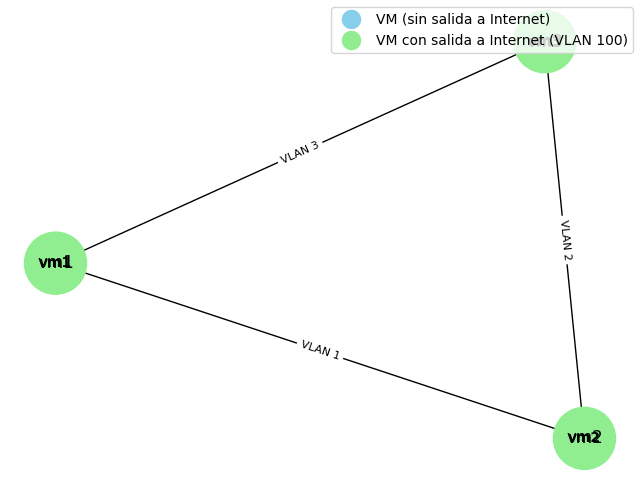 VM (sin salida a Internet)
VM con salida a Internet (VLAN 100)
VLAN 3
VLAN 2
vm1
VLAN 1
vm2